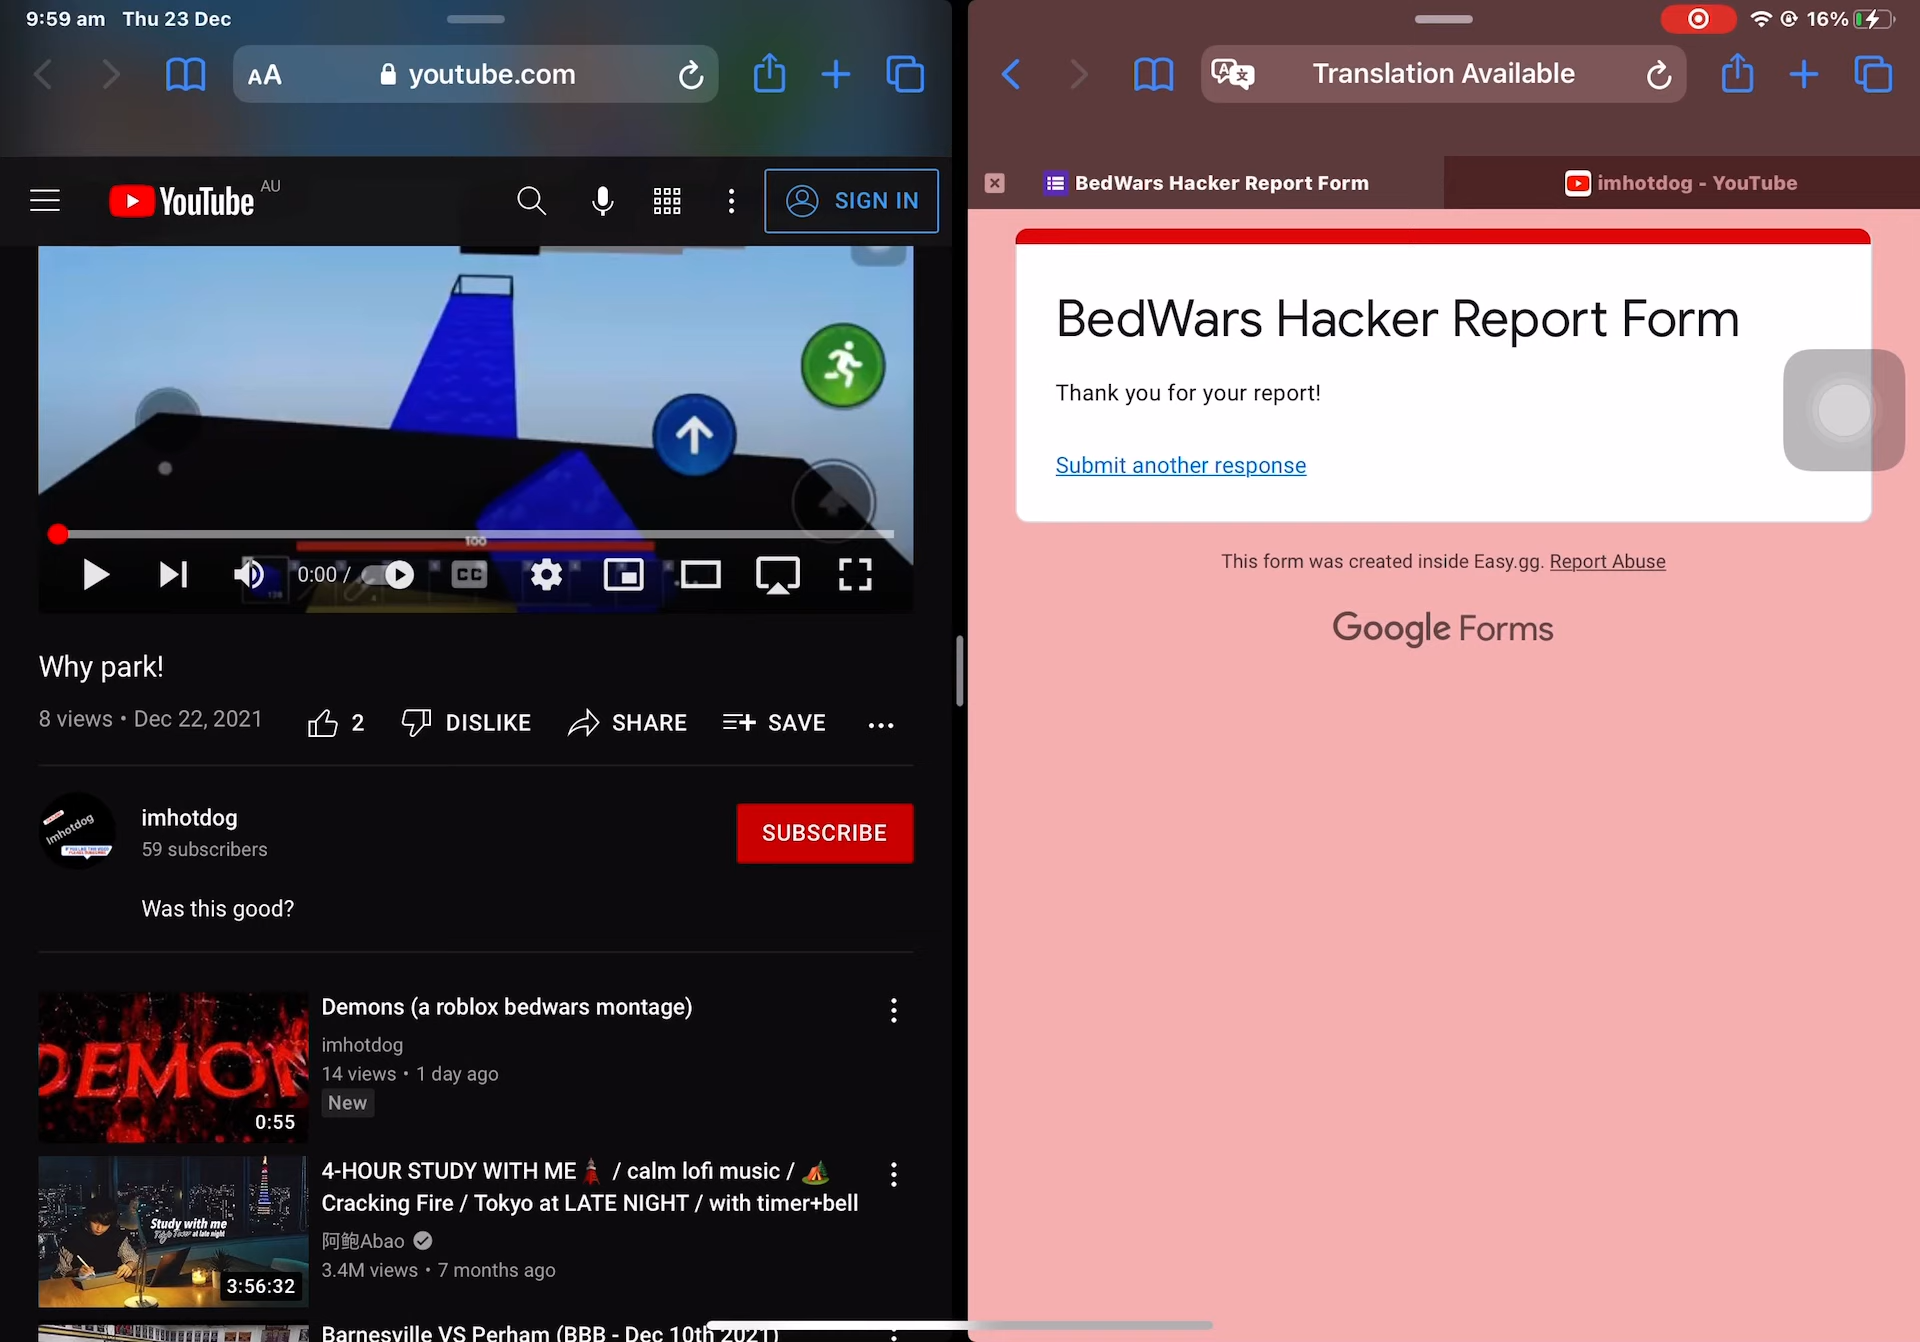 9:59 am Thu 23 Dec
AA youtube.com
YouTube AU
SIGN IN
100
0:00 /
CC
Why park!
8 views • Dec 22, 2021
2
DISLIKE
SHARE
SAVE
imhotdog
imhotdog
59 subscribers
SUBSCRIBE
Was this good?
DEMON
0:55
Demons (a roblox bedwars montage)
imhotdog
14 views • 1 day ago
New
Study with me
3:56:32
4-HOUR STUDY WITH ME🗼 / calm lofi music / 🏕️
Cracking Fire / Tokyo at LATE NIGHT / with timer+bell
阿鲍Abao
3.4M views • 7 months ago
Barnesville VS Perham (BBB - Dec 10th 2021)
16%
Translation Available
BedWars Hacker Report Form
imhotdog - YouTube
BedWars Hacker Report Form
Thank you for your report!
Submit another response
This form was created inside Easy.gg. Report Abuse
Google Forms